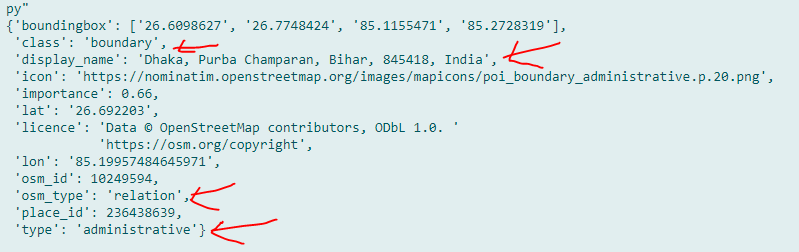 py"
{'boundingbox': ['26.6098627', '26.7748424', '85.1155471', '85.2728319'],
'class': 'boundary',
'display_name': 'Dhaka, Purba Champaran, Bihar, 845418, India',
'icon': 'https://nominatim.openstreetmap.org/images/mapicons/poi_boundary_administrative.p.20.png',
'importance': 0.66,
'lat': '26.692203',
'licence': 'Data © OpenStreetMap contributors, ODbL 1.0. '
'https://osm.org/copyright',
'lon': '85.19957484645971',
'osm_id': 10249594,
'osm_type': 'relation',
'place_id': 236438639,
'type': 'administrative'}